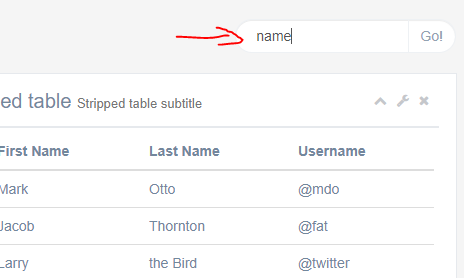 name Go!
ed table Stripped table subtitle
First Name Last Name Username
Mark Otto @mdo
Jacob Thornton @fat
Larry the Bird @twitter